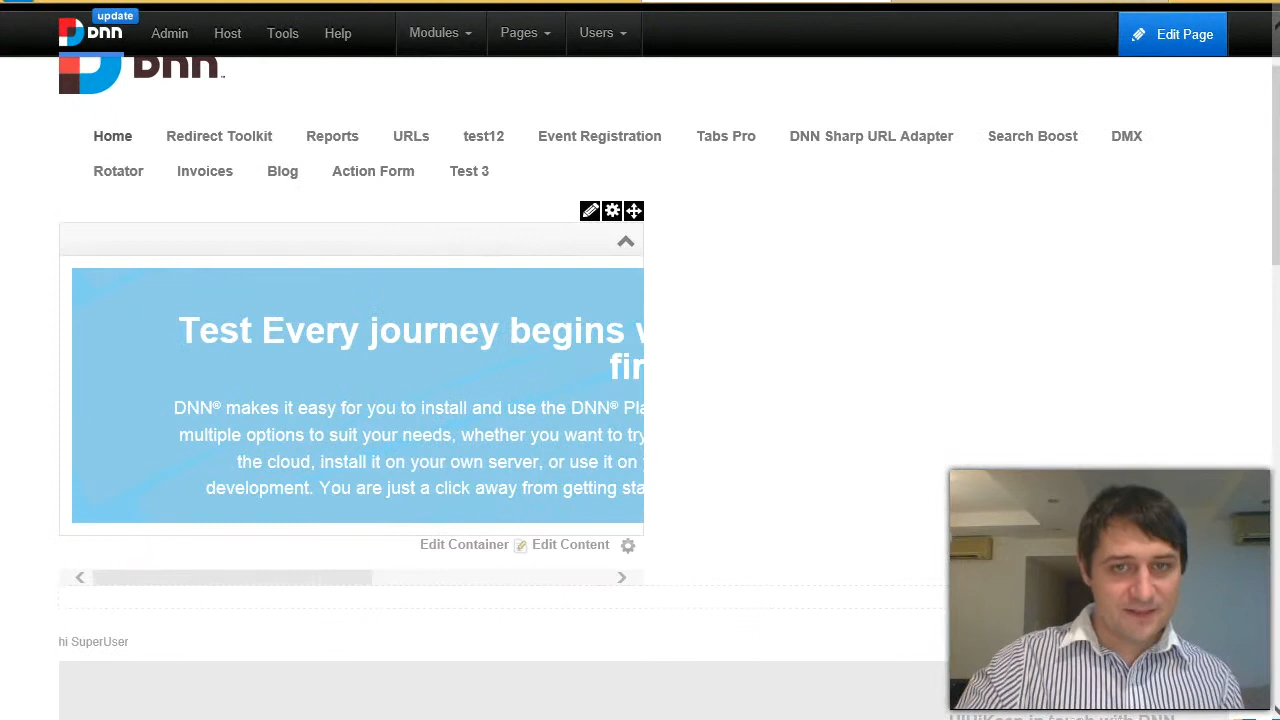 update
DNN Admin Host Tools Help Modules Pages Users Edit Page
DNN™
Home Redirect Toolkit Reports URLs test12 Event Registration Tabs Pro DNN Sharp URL Adapter Search Boost DMX
Rotator Invoices Blog Action Form Test 3
Test Every journey begins
DNN® makes it easy for you to install and use the DNN®
multiple options to suit your needs, whether you want to try
the cloud, install it on your own server, or use it on
development. You are just a click away from getting
Edit Container Edit Content
hi SuperUser